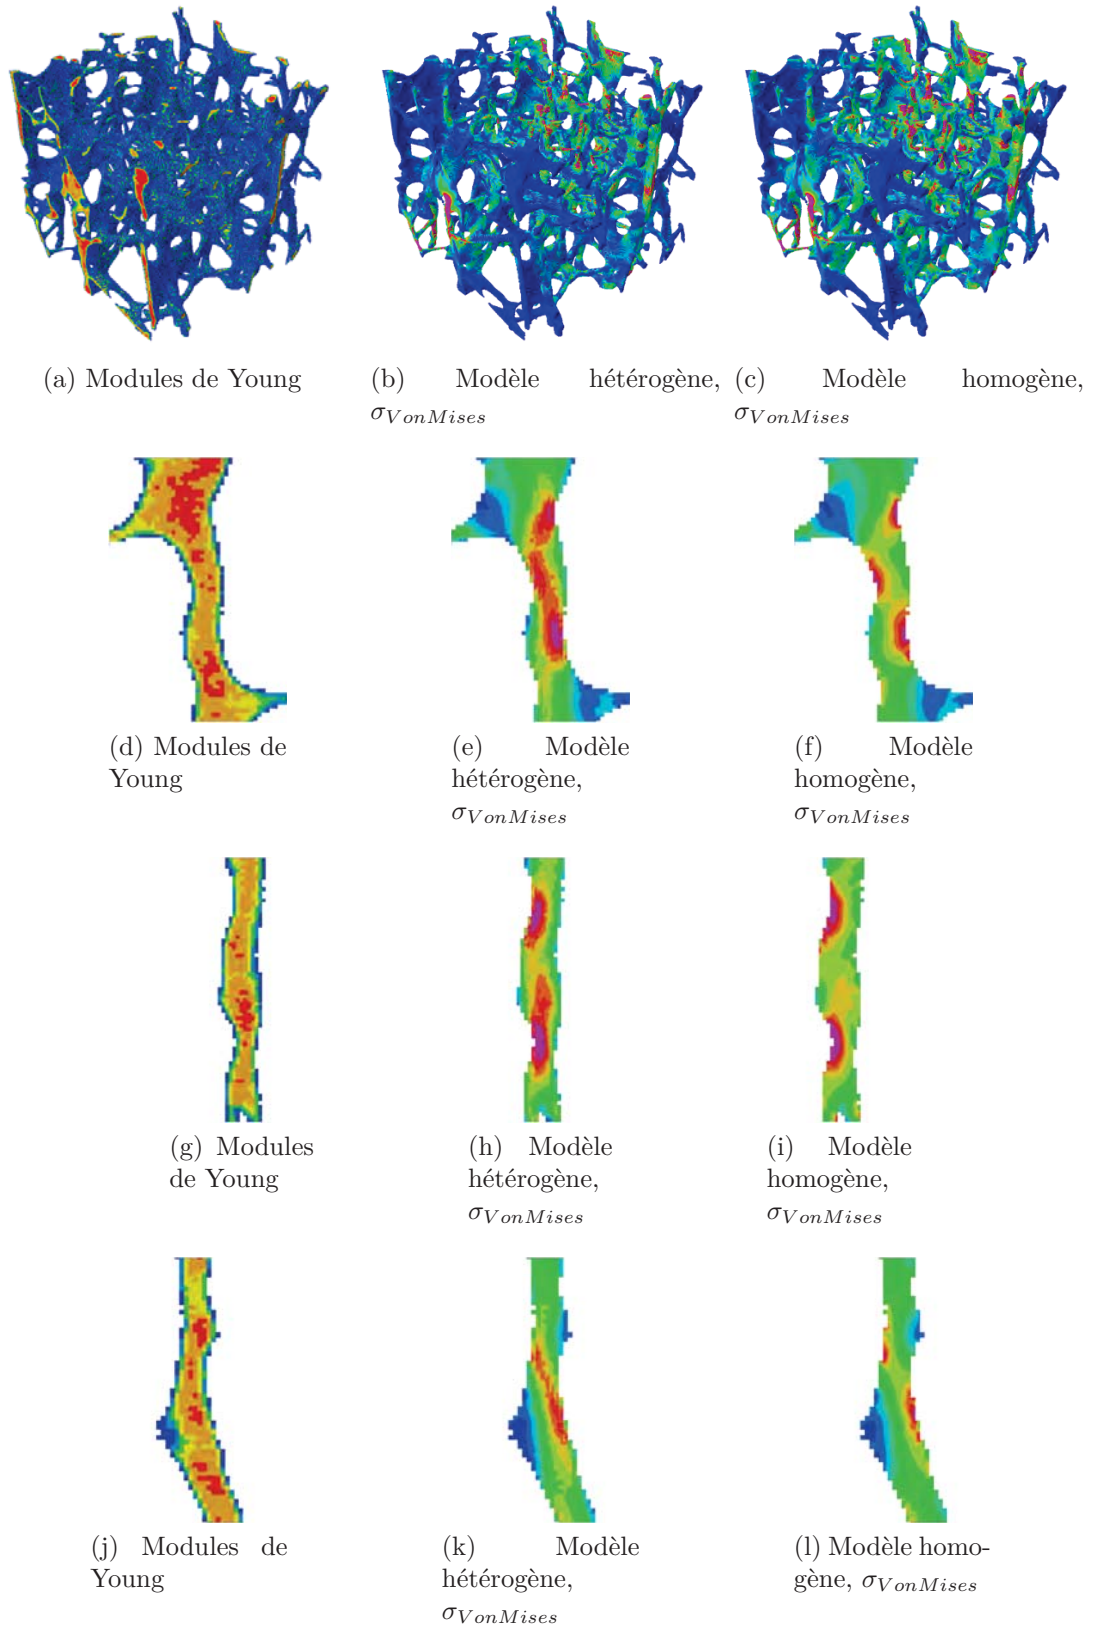 (a) Modules de Young
(b) Modèle hétérogène,
σVonMises
(c) Modèle homogène,
σVonMises
(d) Modules de
Young
(e) Modèle
hétérogène,
σVonMises
(f) Modèle
homogène,
σVonMises
(g) Modules
de Young
(h) Modèle
hétérogène,
σVonMises
(i) Modèle
homogène,
σVonMises
(j) Modules de
Young
(k) Modèle
hétérogène,
σVonMises
(l) Modèle homo-
gène, σVonMises